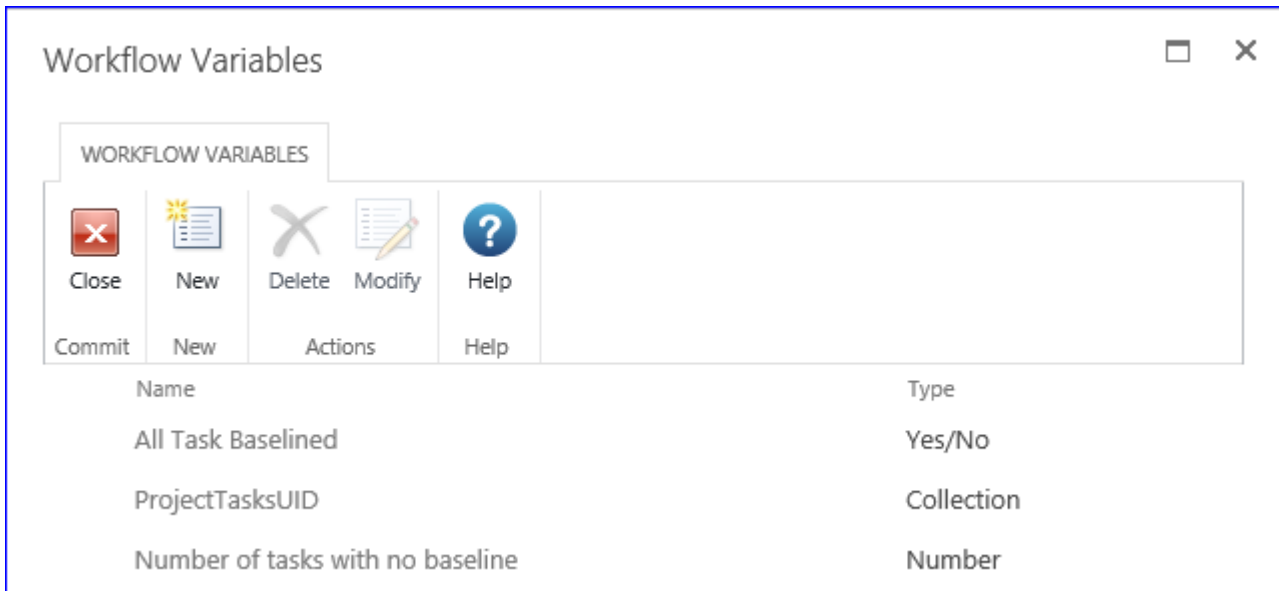 Workflow Variables
WORKFLOW VARIABLES
Close New Delete Modify Help
Commit New Actions Help
Name Type
All Task Baselined Yes/No
ProjectTasksUID Collection
Number of tasks with no baseline Number